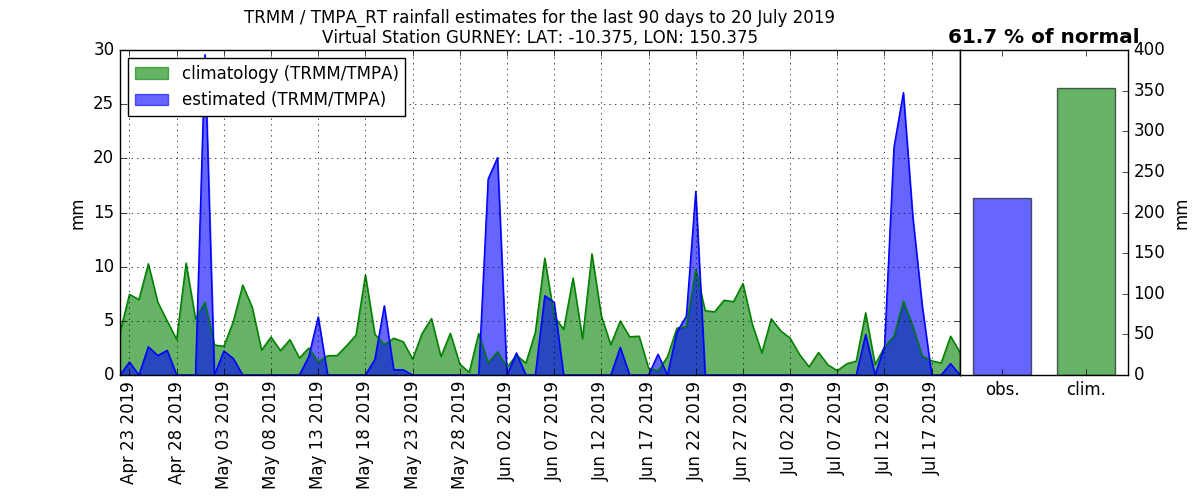 TRMM / TMPA_RT rainfall estimates for the last 90 days to 20 July 2019
Virtual Station GURNEY: LAT: -10.375, LON: 150.375
61.7 % of normal
climatology (TRMM/TMPA)
estimated (TRMM/TMPA)
30
25
20
15
10
5
0
mm
400
350
300
250
200
150
100
50
0
mm
Apr 23 2019
Apr 28 2019
May 03 2019
May 08 2019
May 13 2019
May 18 2019
May 23 2019
May 28 2019
Jun 02 2019
Jun 07 2019
Jun 12 2019
Jun 17 2019
Jun 22 2019
Jun 27 2019
Jul 02 2019
Jul 07 2019
Jul 12 2019
Jul 17 2019
obs.
clim.